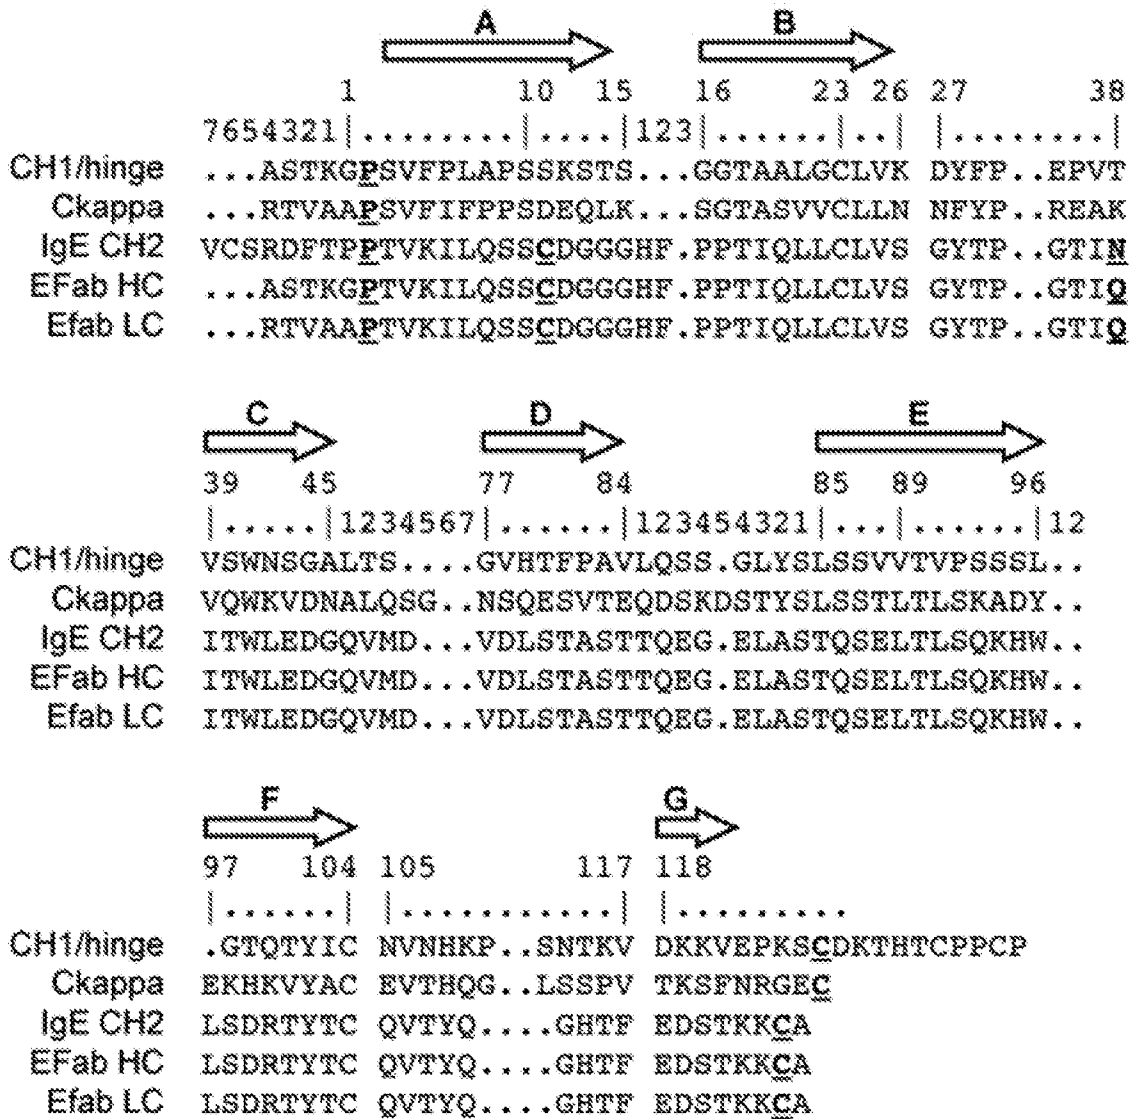 A B
1 10 15 16 23 26 27 38
7654321|........|....|123|......|..| |........|
CH1/hinge ...ASTKGPSVFPLAPSSKSTS...GGTAALGCLVK DYFP..EPVT
Ckappa ...RTVAAPSVFIFPPSDEQLK...SGTASVVCLLN NFYP..REAK
IgE CH2 VCSRDFTPPTVKILQSSCDGGGHF.PPTIQLLCLVS GYTP..GTIN
EFab HC ...ASTKGPTVKILQSSCDGGGHF.PPTIQLLCLVS GYTP..GTIQ
Efab LC ...RTVAAPTVKILQSSCDGGGHF.PPTIQLLCLVS GYTP..GTIQ
C D E
39 45 77 84 85 89 96
|.....|1234567|......|123454321|...|......|12
CH1/hinge VSWNSGALTS....GVHTFPAVLQSS.GLYSLSSVVTVPSSSL..
Ckappa VQWKVDNALQSG..NSQESVTEQDSKDSTYSLSSTLTLSKADY..
IgE CH2 ITWLEDGQVMD...VDLSTASTTQEG.ELASTQSELTLSQKHW..
EFab HC ITWLEDGQVMD...VDLSTASTTQEG.ELASTQSELTLSQKHW..
Efab LC ITWLEDGQVMD...VDLSTASTTQEG.ELASTQSELTLSQKHW..
F G
97 104 105 117 118
|......| |...........| |.........
CH1/hinge .GTQTYIC NVNHKP..SNTKV DKKVEPKSCDKTHTCPPCP
Ckappa EKHKVYAC EVTHQG..LSSPV TKSFNRGEC
IgE CH2 LSDRTYTC QVTYQ....GHTF EDSTKKCA
EFab HC LSDRTYTC QVTYQ....GHTF EDSTKKCA
Efab LC LSDRTYTC QVTYQ....GHTF EDSTKKCA